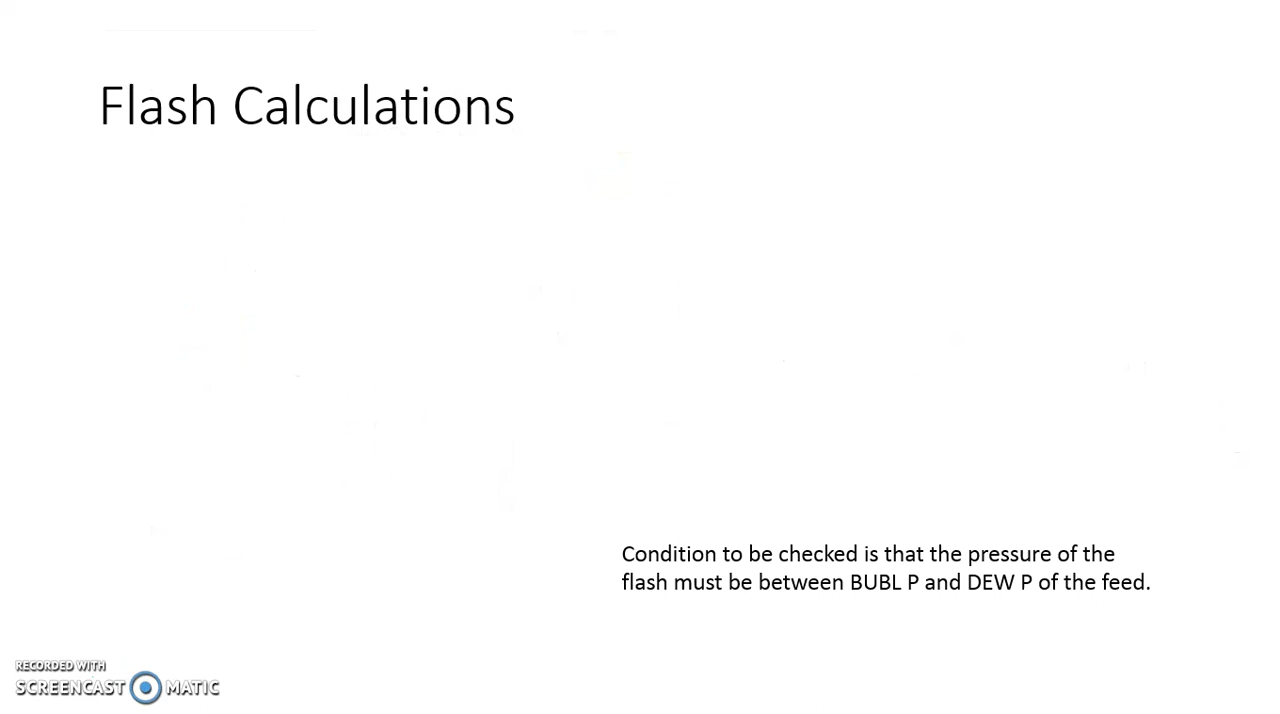 Flash Calculations
Condition to be checked is that the pressure of the
flash must be between BUBL P and DEW P of the feed.
RECORDED WITH
SCREENCAST MATIC